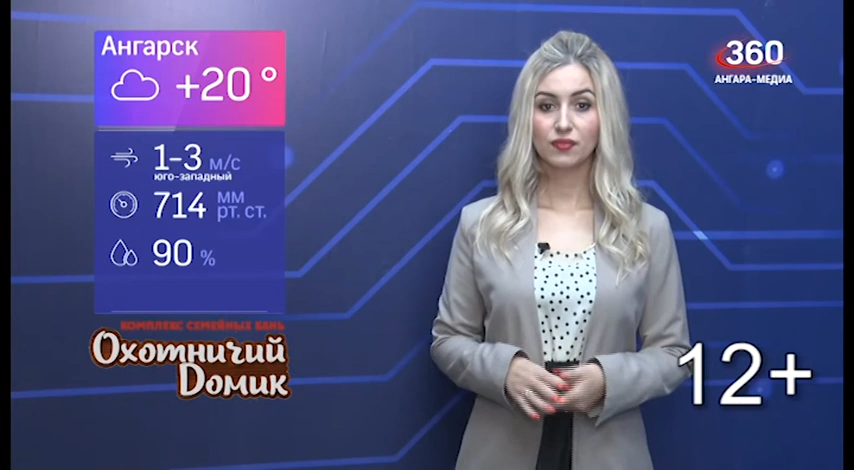 Ангарск
+20°
1-3 м/с
юго-западный
714 мм
рт. ст.
90 %
КОМПЛЕКС СЕМЕЙНЫХ БАНЬ
Охотничий
Домик
360
АНГАРА-МЕДИА
12+